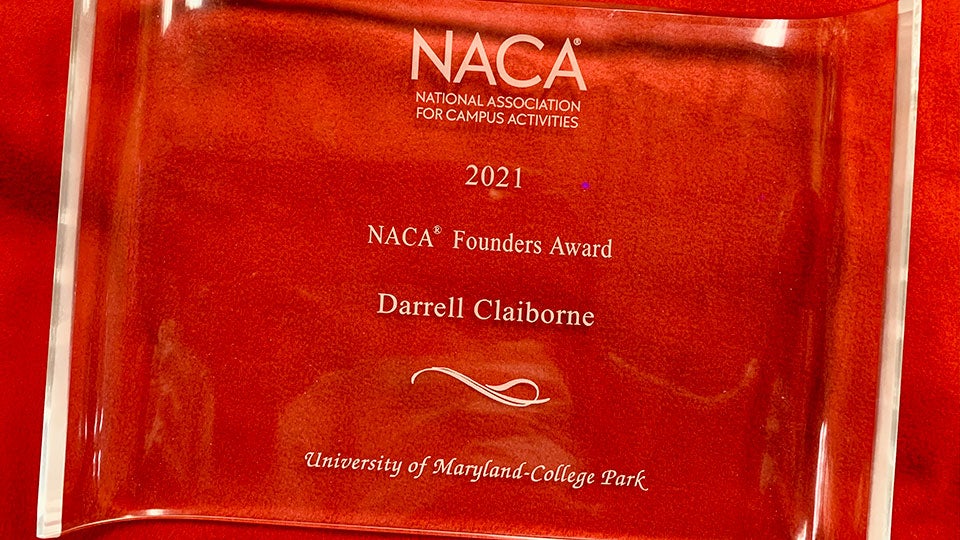 NACA®
NATIONAL ASSOCIATION
FOR CAMPUS ACTIVITIES
2021
NACA® Founders Award
Darrell Claiborne
University of Maryland-College Park